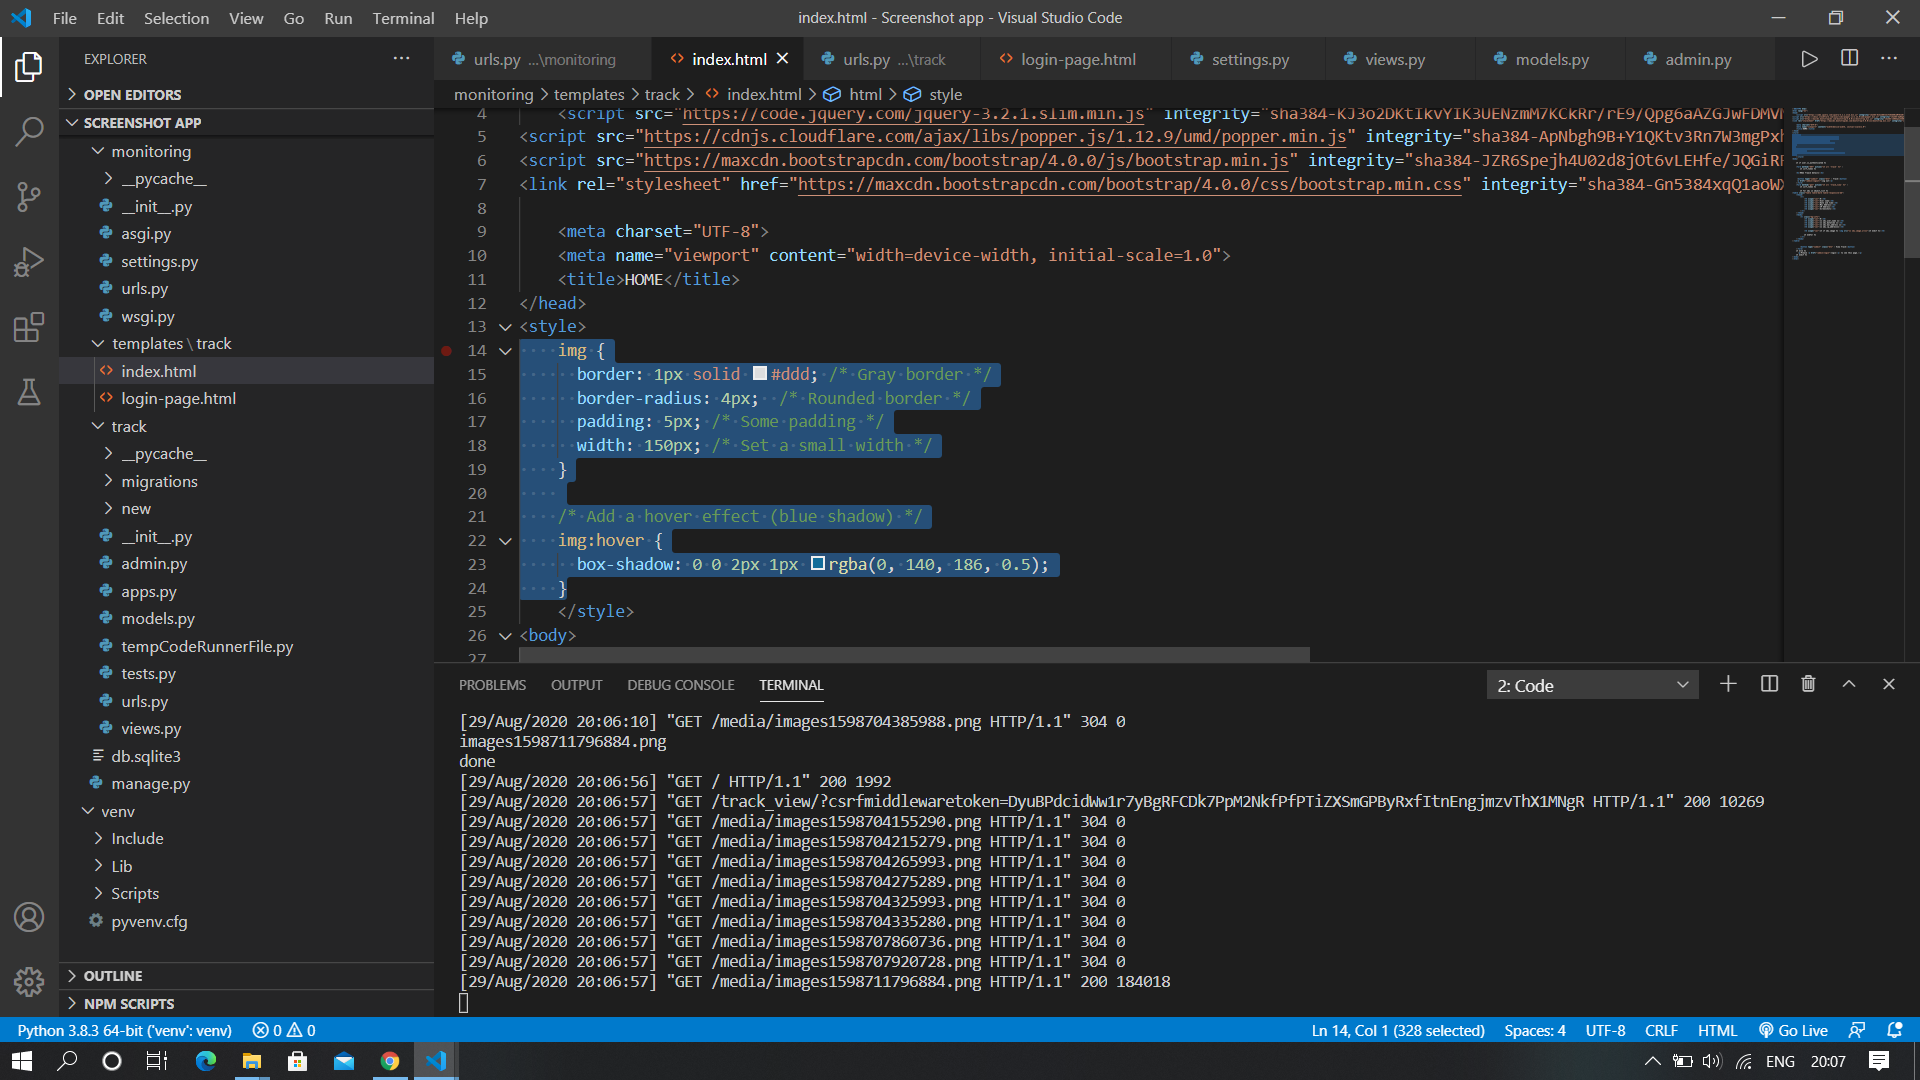 File Edit Selection View Go Run Terminal Help
index.html - Screenshot app - Visual Studio Code
EXPLORER
OPEN EDITORS
SCREENSHOT APP
monitoring
__pycache__
__init__.py
asgi.py
settings.py
urls.py
wsgi.py
templates \ track
index.html
login-page.html
track
__pycache__
migrations
new
__init__.py
admin.py
apps.py
models.py
tempCodeRunnerFile.py
tests.py
urls.py
views.py
db.sqlite3
manage.py
venv
Include
Lib
Scripts
pyvenv.cfg
OUTLINE
NPM SCRIPTS
urls.py ...\monitoring index.html urls.py ...\track login-page.html settings.py views.py models.py admin.py
monitoring > templates > track > index.html > html > style
4 <script src="https://code.jquery.com/jquery-3.2.1.slim.min.js" integrity="sha384-KJ3o2DKtIkvYIK3UENzmM7KCkRr/rE9/Qpg6aAZGJwFDMV
5 <script src="https://cdnjs.cloudflare.com/ajax/libs/popper.js/1.12.9/umd/popper.min.js" integrity="sha384-ApNbgh9B+Y1QKtv3Rn7W3mgPx
6 <script src="https://maxcdn.bootstrapcdn.com/bootstrap/4.0.0/js/bootstrap.min.js" integrity="sha384-JZR6Spejh4U02d8jOt6vLEHfe/JQGiR
7 <link rel="stylesheet" href="https://maxcdn.bootstrapcdn.com/bootstrap/4.0.0/css/bootstrap.min.css" integrity="sha384-Gn5384xqQ1aoW
8
9 <meta charset="UTF-8">
10 <meta name="viewport" content="width=device-width, initial-scale=1.0">
11 <title>HOME</title>
12 </head>
13 <style>
14 img {
15 border: 1px solid #ddd; /* Gray border */
16 border-radius: 4px; /* Rounded border */
17 padding: 5px; /* Some padding */
18 width: 150px; /* Set a small width */
19 }
20
21 /* Add a hover effect (blue shadow) */
22 img:hover {
23 box-shadow: 0 0 2px 1px rgba(0, 140, 186, 0.5);
24 }
25 </style>
26 <body>
27
PROBLEMS OUTPUT DEBUG CONSOLE TERMINAL
2: Code
[29/Aug/2020 20:06:10] "GET /media/images1598704385988.png HTTP/1.1" 304 0
images1598711796884.png
done
[29/Aug/2020 20:06:56] "GET / HTTP/1.1" 200 1992
[29/Aug/2020 20:06:57] "GET /track_view/?csrfmiddlewaretoken=DyuBPdcidWw1r7yBgRFCDk7PpM2NkfPfPTiZXSmGPByRxfItnEngjmzvThX1MNgR HTTP/1.1" 200 10269
[29/Aug/2020 20:06:57] "GET /media/images1598704155290.png HTTP/1.1" 304 0
[29/Aug/2020 20:06:57] "GET /media/images1598704215279.png HTTP/1.1" 304 0
[29/Aug/2020 20:06:57] "GET /media/images1598704265993.png HTTP/1.1" 304 0
[29/Aug/2020 20:06:57] "GET /media/images1598704275289.png HTTP/1.1" 304 0
[29/Aug/2020 20:06:57] "GET /media/images1598704325993.png HTTP/1.1" 304 0
[29/Aug/2020 20:06:57] "GET /media/images1598704335280.png HTTP/1.1" 304 0
[29/Aug/2020 20:06:57] "GET /media/images1598707860736.png HTTP/1.1" 304 0
[29/Aug/2020 20:06:57] "GET /media/images1598707920728.png HTTP/1.1" 304 0
[29/Aug/2020 20:06:57] "GET /media/images1598711796884.png HTTP/1.1" 200 184018
Python 3.8.3 64-bit ('venv': venv) 0 0
Ln 14, Col 1 (328 selected) Spaces: 4 UTF-8 CRLF HTML Go Live
ENG 20:07